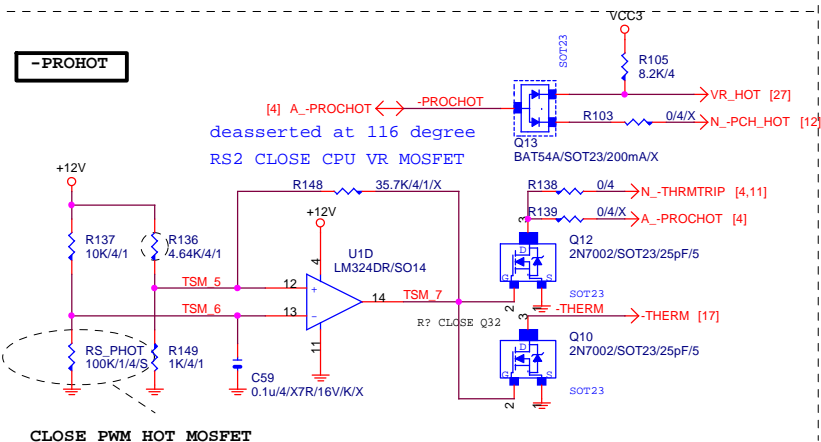 -PROHOT
VCC3
SOT23
R105
8.2K/4
VR_HOT [27]
[4] A_-PROCHOT
-PROCHOT
R103
0/4/X
N_-PCH_HOT [12]
deasserted at 116 degree
RS2 CLOSE CPU VR MOSFET
Q13
BAT54A/SOT23/200mA/X
+12V
R148
35.7K/4/1/X
R138
0/4
N_-THRMTRIP [4,11]
+12V
R139
0/4/X
A_-PROCHOT [4]
R137
10K/4/1
R136
4.64K/4/1
U1D
LM324DR/SO14
3
D
G
S
Q12
2N7002/SOT23/25pF/5
4
TSM_5
12
+
14
TSM_7
TSM_6
13
-
11
2
1
SOT23
R? CLOSE Q32
3
-THERM
-THERM [17]
D
G
S
Q10
2N7002/SOT23/25pF/5
RS_PHOT
100K/1/4/S
R149
1K/4/1
C59
0.1u/4/X7R/16V/K/X
2
1
SOT23
CLOSE PWM HOT MOSFET